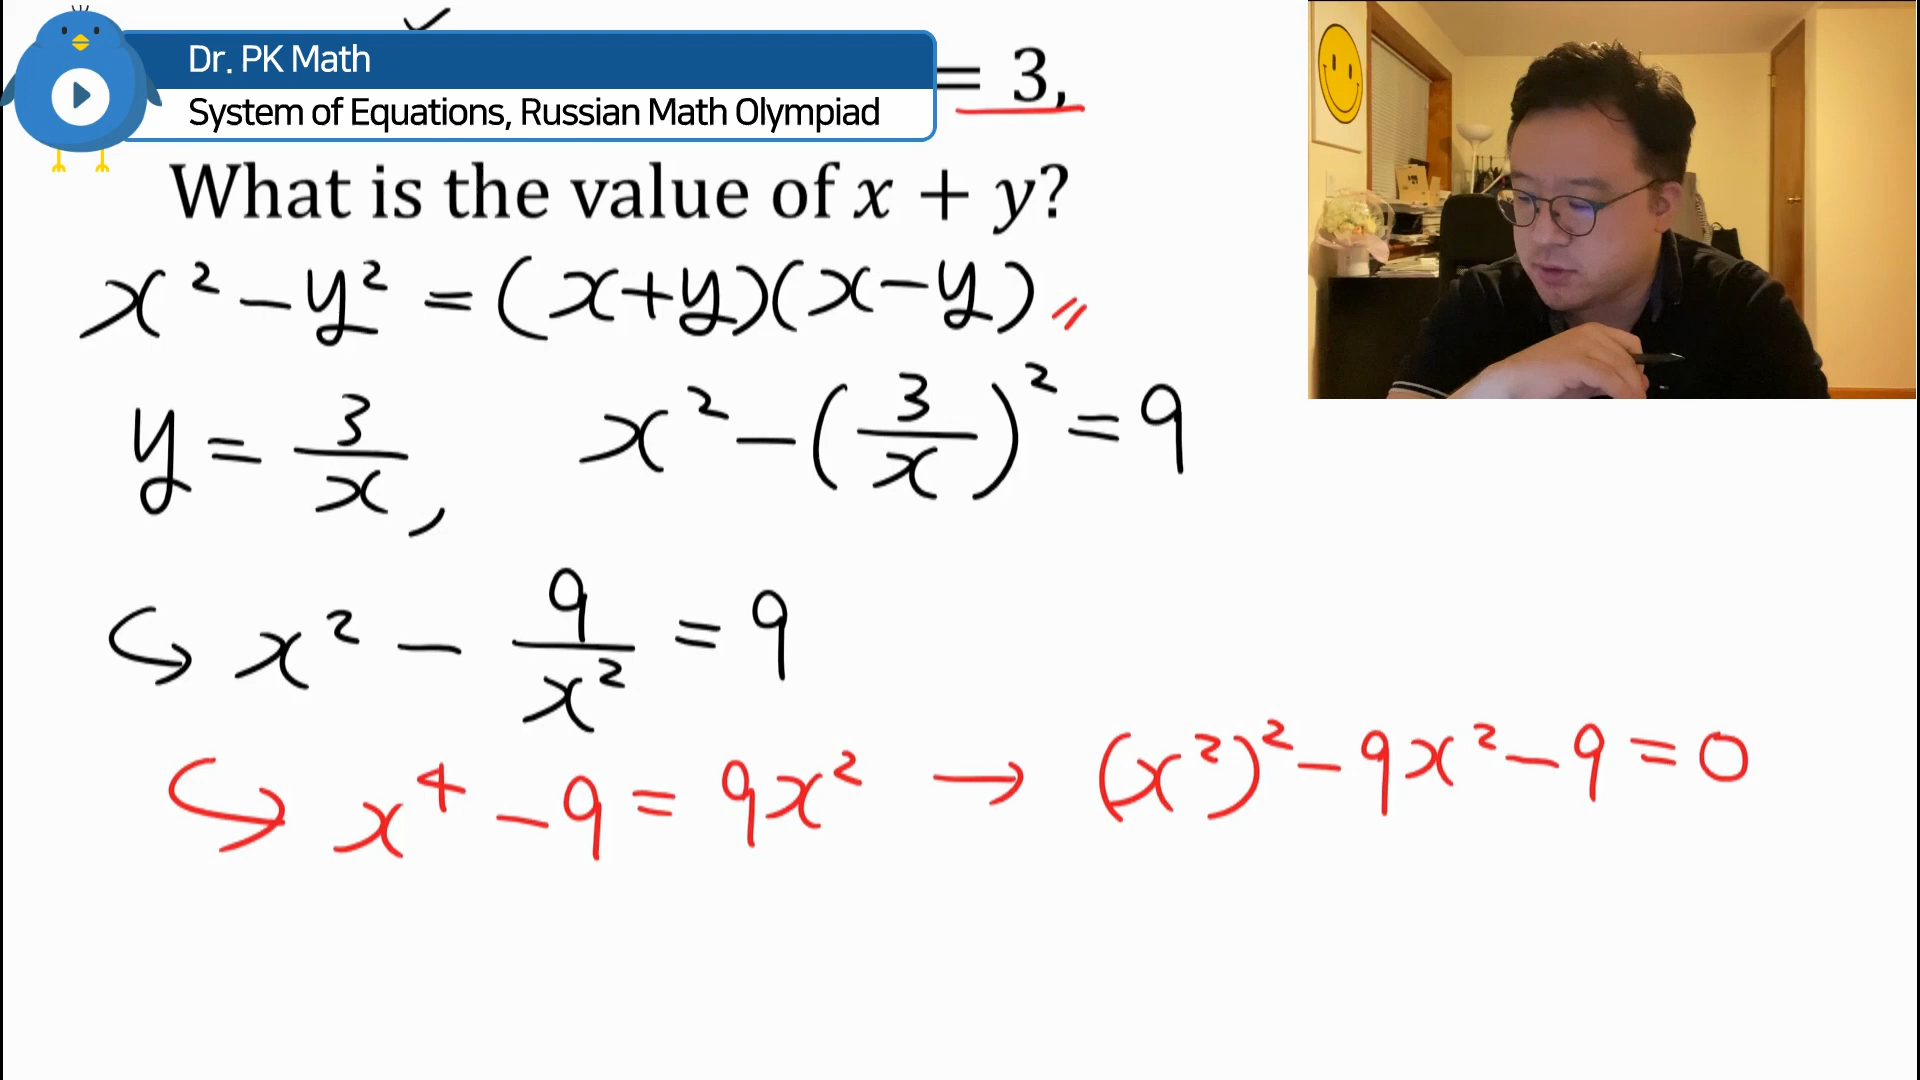 Dr. PK Math
System of Equations, Russian Math Olympiad
= 3,
What is the value of x + y?
x² - y² = (x+y)(x-y)
y = 3/x, x² - (3/x)² = 9
↪ x² - 9/x² = 9
↪ x⁴ - 9 = 9x² → (x²)² - 9x² - 9 = 0